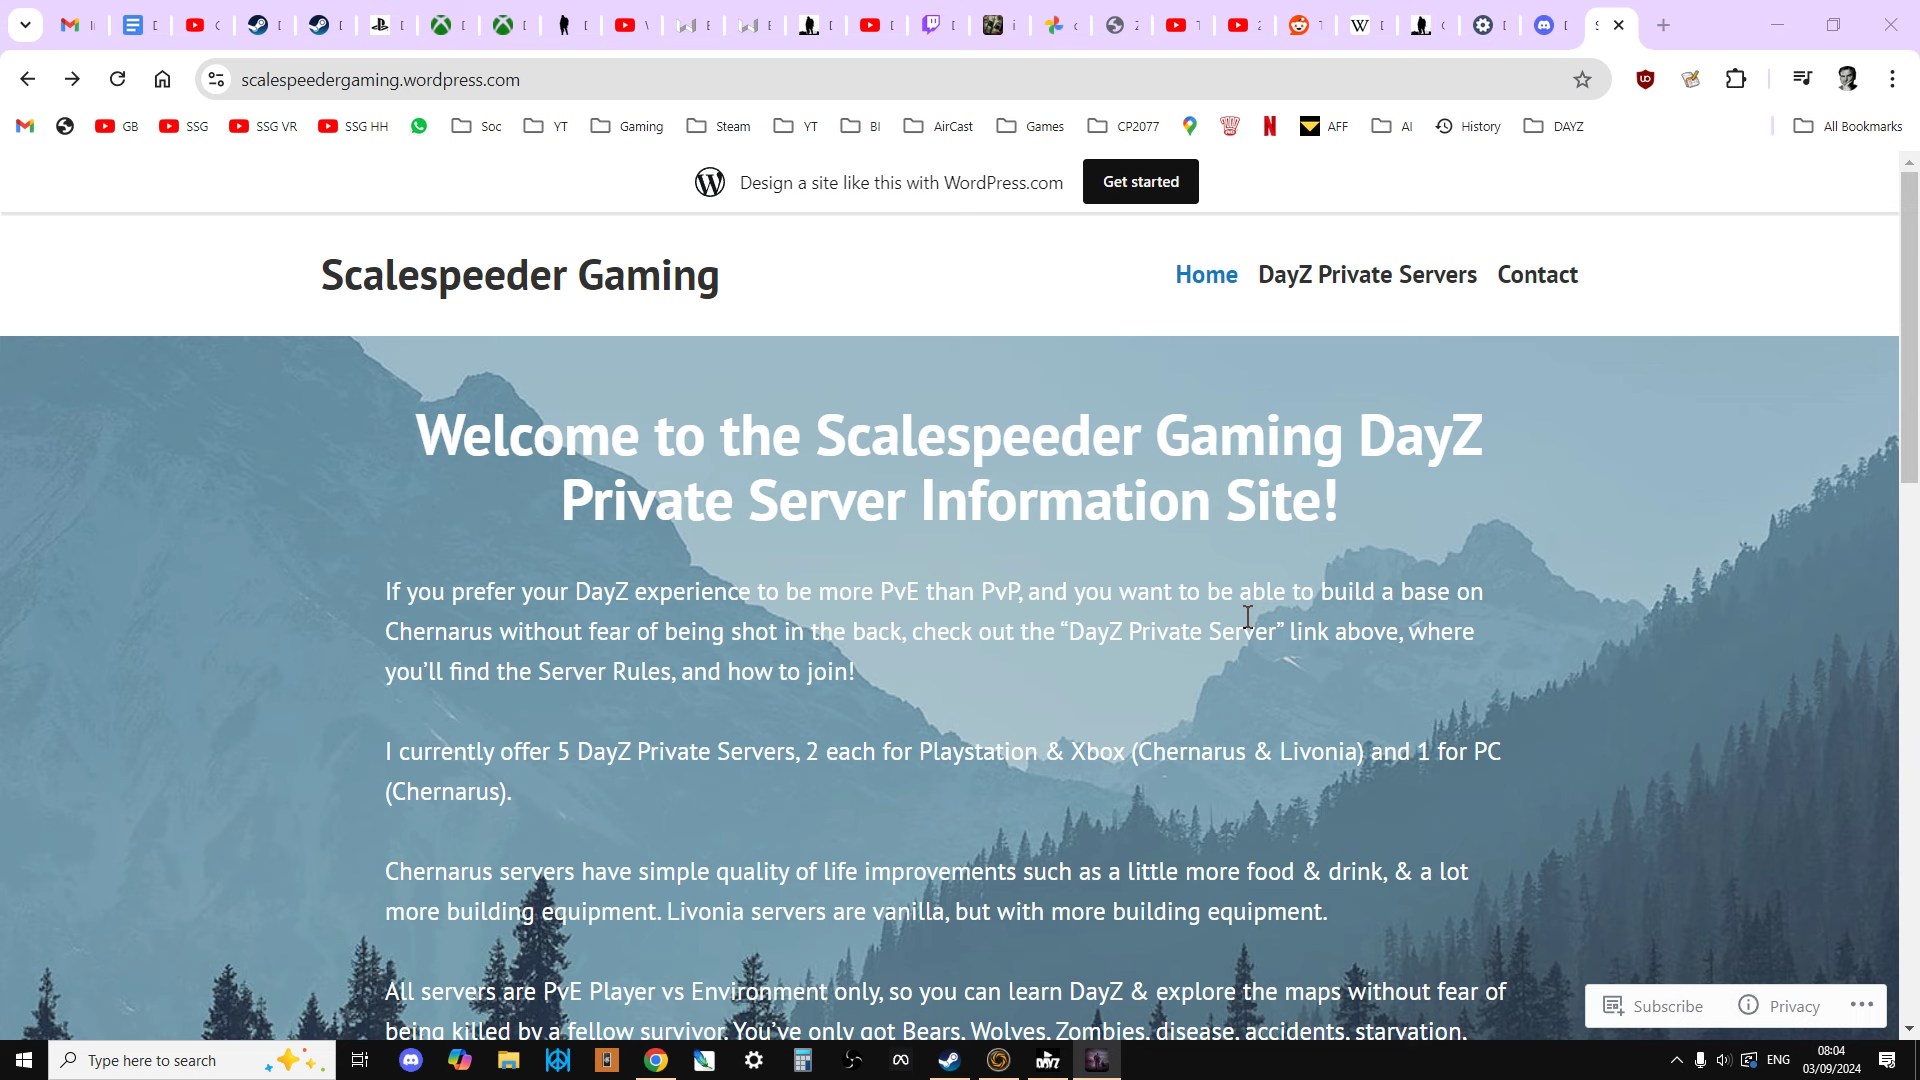 scalespeedergaming.wordpress.com
GB SSG SSG VR SSG HH Soc YT Gaming Steam YT BI AirCast Games CP2077 AFF AI History DAYZ All Bookmarks
Design a site like this with WordPress.com Get started
Scalespeeder Gaming Home DayZ Private Servers Contact
Welcome to the Scalespeeder Gaming DayZ
Private Server Information Site!
If you prefer your DayZ experience to be more PvE than PvP, and you want to be able to build a base on
Chernarus without fear of being shot in the back, check out the “DayZ Private Server” link above, where
you’ll find the Server Rules, and how to join!
I currently offer 5 DayZ Private Servers, 2 each for Playstation & Xbox (Chernarus & Livonia) and 1 for PC
(Chernarus).
Chernarus servers have simple quality of life improvements such as a little more food & drink, & a lot
more building equipment. Livonia servers are vanilla, but with more building equipment.
All servers are PvE Player vs Environment only, so you can learn DayZ & explore the maps without fear of
being killed by a fellow survivor. You’ve only got Bears, Wolves, Zombies, disease, accidents, starvation,
Subscribe Privacy
Type here to search
ENG
08:04
03/09/2024